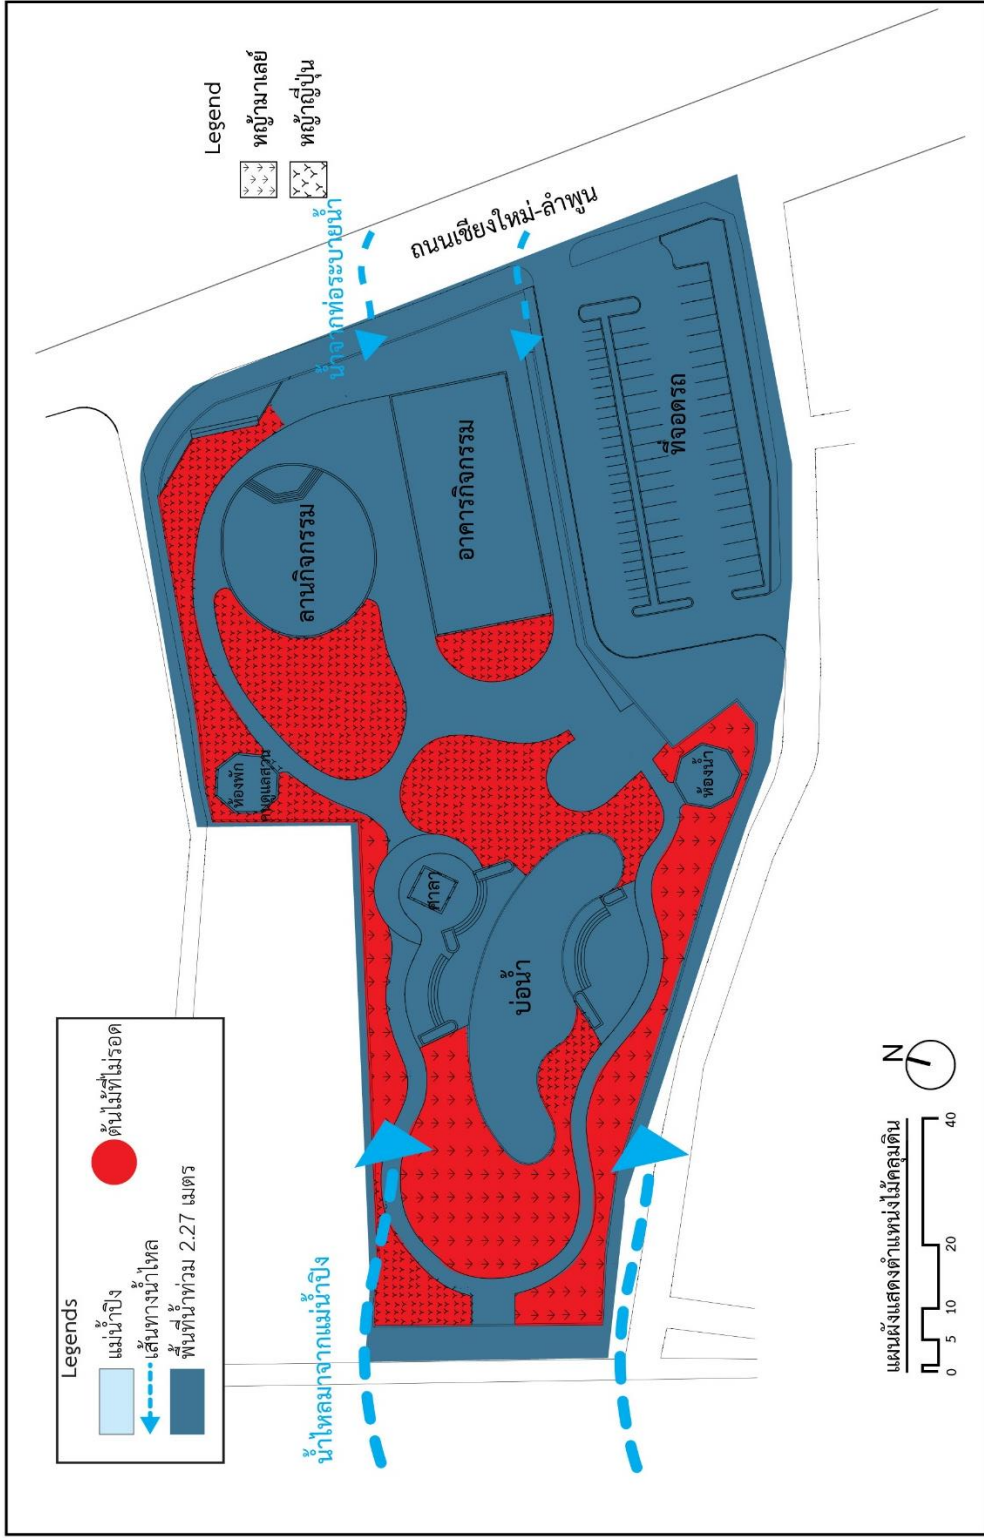 Legends
แม่น้ำปิง
ต้นไม้ที่ไม่รอด
เส้นทางน้ำไหล
พื้นที่น้ำท่วม 2.27 เมตร
Legend
หญ้ามาเลย์
หญ้าญี่ปุ่น
น้ำจากท่อระบายน้ำ
ถนนเชียงใหม่-ลำพูน
ลานกิจกรรม
อาคารกิจกรรม
ที่จอดรถ
ห้องพัก
คนดูแลสวน
ศาลา
บ่อน้ำ
ห้องน้ำ
น้ำไหลมาจากแม่น้ำปิง
แผนผังแสดงตำแหน่งไม้คลุมดิน
0 5 10 20 40
N